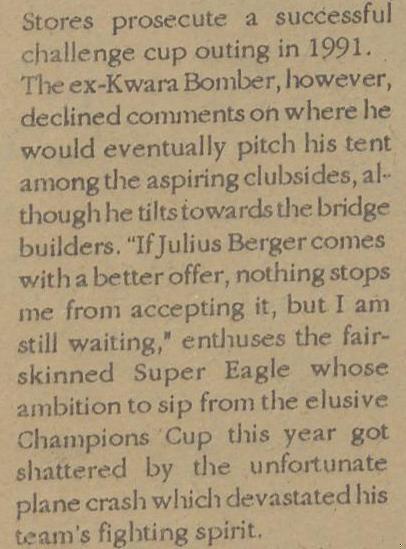 Stores prosecute a successful
challenge cup outing in 1991.
The ex-Kwara Bomber, however,
declined comments on where he
would eventually pitch his tent
among the aspiring clubsides, al-
though he tilts towards the bridge
builders. "If Julius Berger comes
with a better offer, nothing stops
me from accepting it, but I am
still waiting," enthuses the fair-
skinned Super Eagle whose
ambition to sip from the elusive
Champions Cup this year got
shattered by the unfortunate
plane crash which devastated his
team's fighting spirit.